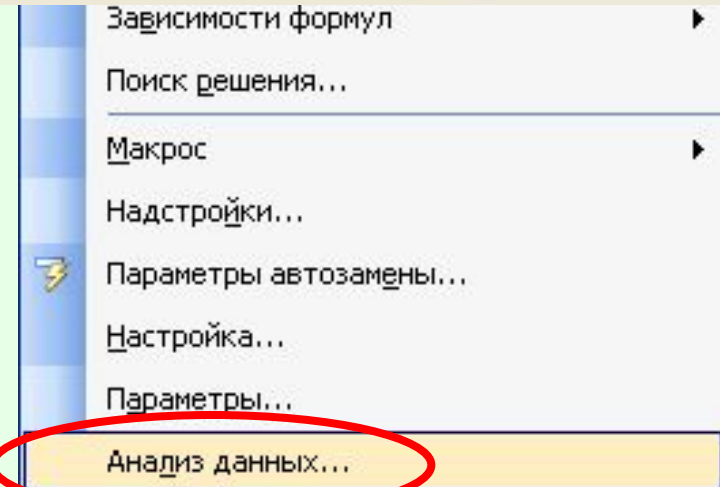 Зависимости формул
Поиск решения...
Макрос
Надстройки...
Параметры автозамены...
Настройка...
Параметры...
Анализ данных...